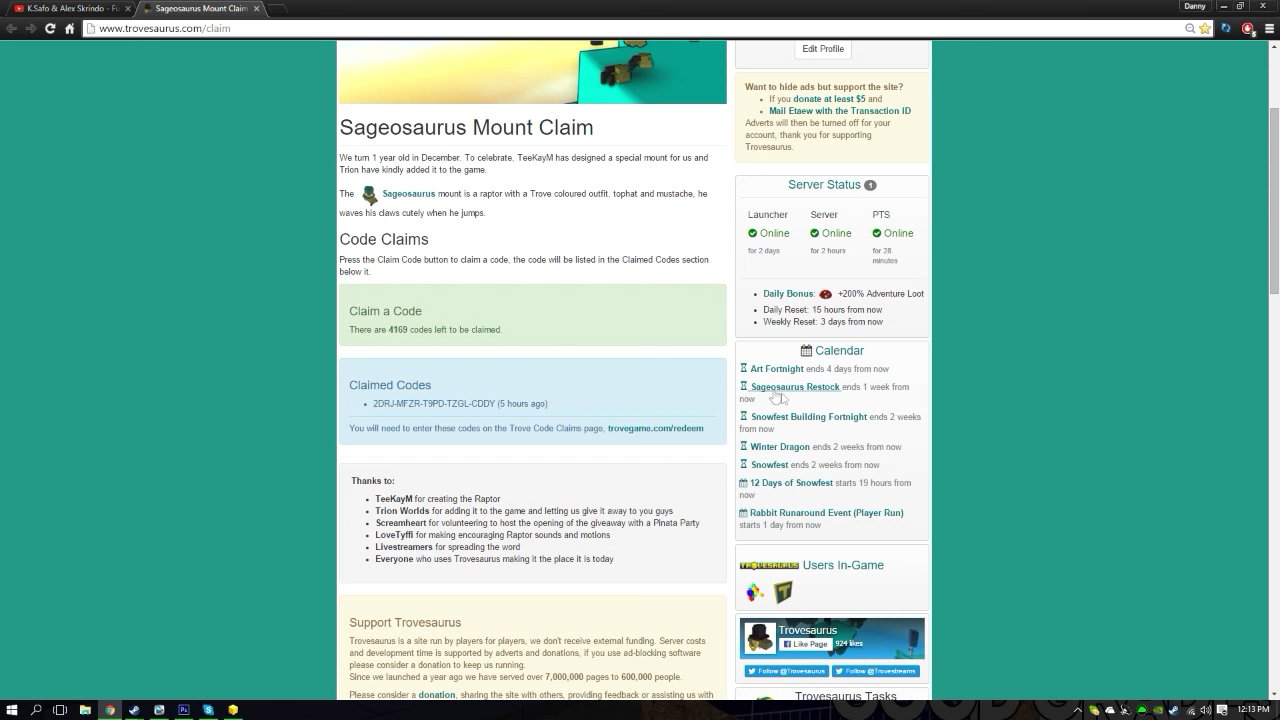 K.Safo & Alex Skrindo - Fu
Sageosaurus Mount Claim
Danny
www.trovesaurus.com/claim
Edit Profile
Want to hide ads but support the site?
If you donate at least $5 and
Mail Etaew with the Transaction ID
Adverts will then be turned off for your
account, thank you for supporting
Trovesaurus.
Sageosaurus Mount Claim
We turn 1 year old in December. To celebrate, TeeKayM has designed a special mount for us and
Trion have kindly added it to the game.
The Sageosaurus mount is a raptor with a Trove coloured outfit, tophat and mustache, he
waves his claws cutely when he jumps.
Code Claims
Press the Claim Code button to claim a code, the code will be listed in the Claimed Codes section
below it.
Claim a Code
There are 4169 codes left to be claimed.
Claimed Codes
2DRJ-MFZR-T9PD-TZGL-CDDY (5 hours ago)
You will need to enter these codes on the Trove Code Claims page, trovegame.com/redeem
Thanks to:
TeeKayM for creating the Raptor
Trion Worlds for adding it to the game and letting us give it away to you guys
Screamheart for volunteering to host the opening of the giveaway with a Pinata Party
LoveTyffi for making encouraging Raptor sounds and motions
Livestreamers for spreading the word
Everyone who uses Trovesaurus making it the place it is today
Support Trovesaurus
Trovesaurus is a site run by players for players, we don't receive external funding. Server costs
and development time is supported by adverts and donations, if you use ad-blocking software
please consider a donation to keep us running.
Since we launched a year ago we have served over 7,000,000 pages to 600,000 people.
Please consider a donation, sharing the site with others, providing feedback or assisting us with
Server Status 1
Launcher Server PTS
Online Online Online
for 2 days for 2 hours for 28
minutes
Daily Bonus: +200% Adventure Loot
Daily Reset: 15 hours from now
Weekly Reset: 3 days from now
Calendar
Art Fortnight ends 4 days from now
Sageosaurus Restock ends 1 week from
now
Snowfest Building Fortnight ends 2 weeks
from now
Winter Dragon ends 2 weeks from now
Snowfest ends 2 weeks from now
12 Days of Snowfest starts 19 hours from
now
Rabbit Runaround Event (Player Run)
starts 1 day from now
TROVESAURUS Users In-Game
Trovesaurus
Like Page 924 likes
Follow @Trovesaurus Follow @Trovestreams
Trovesaurus Tasks
12:13 PM